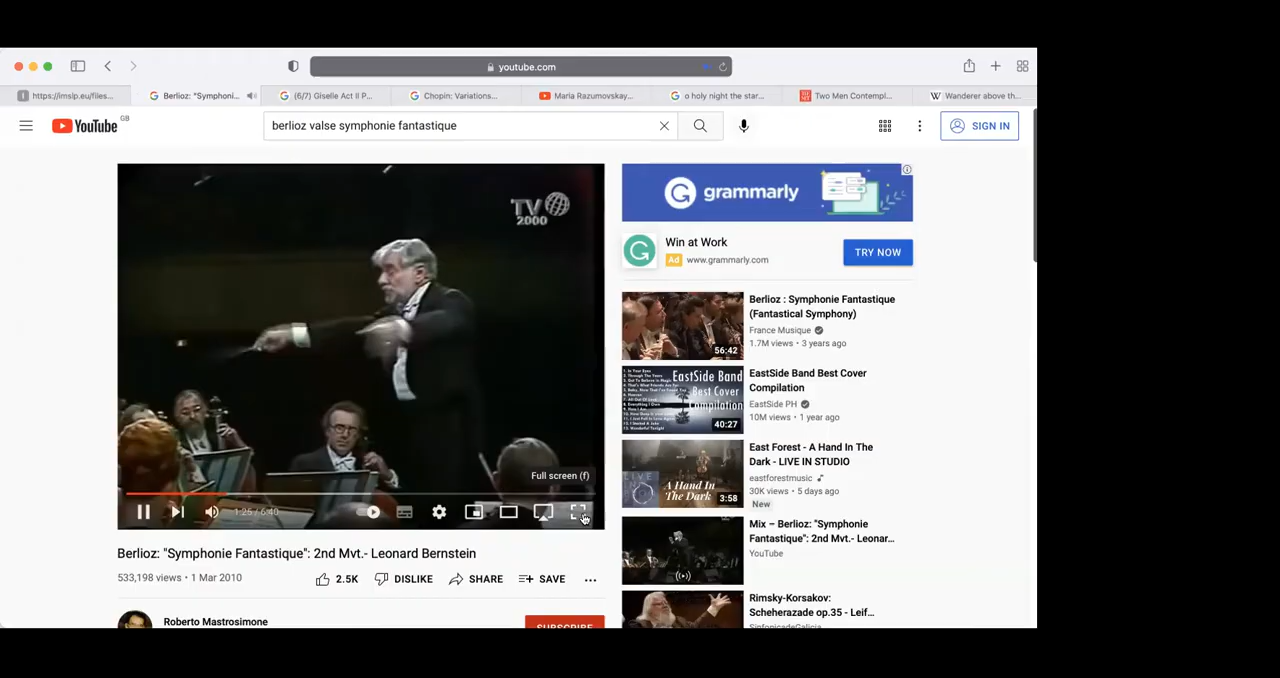 youtube.com
https://imslp.eu/files...
Berlioz: "Symphoni...
(6/7) Giselle Act II P...
Chopin: Variations...
Maria Razumovskay...
o holy night the star...
Two Men Contempl...
Wanderer above th...
YouTube GB
berlioz valse symphonie fantastique
SIGN IN
TV
2000
Full screen (f)
1:25 / 6:40
Berlioz: "Symphonie Fantastique": 2nd Mvt.- Leonard Bernstein
533,198 views • 1 Mar 2010
2.5K
DISLIKE
SHARE
SAVE
Roberto Mastrosimone
SUBSCRIBE
grammarly
Win at Work
Ad www.grammarly.com
TRY NOW
56:42
Berlioz : Symphonie Fantastique
(Fantastical Symphony)
France Musique
1.7M views • 3 years ago
EastSide Band
Best Cover
Compilation
40:27
EastSide Band Best Cover
Compilation
EastSide PH
10M views • 1 year ago
A Hand In
The Dark
3:58
East Forest - A Hand In The
Dark - LIVE IN STUDIO
eastforestmusic
30K views • 5 days ago
New
Mix – Berlioz: "Symphonie
Fantastique": 2nd Mvt.- Leonar...
YouTube
Rimsky-Korsakov:
Scheherazade op.35 - Leif...
SinfonicadeGalicia